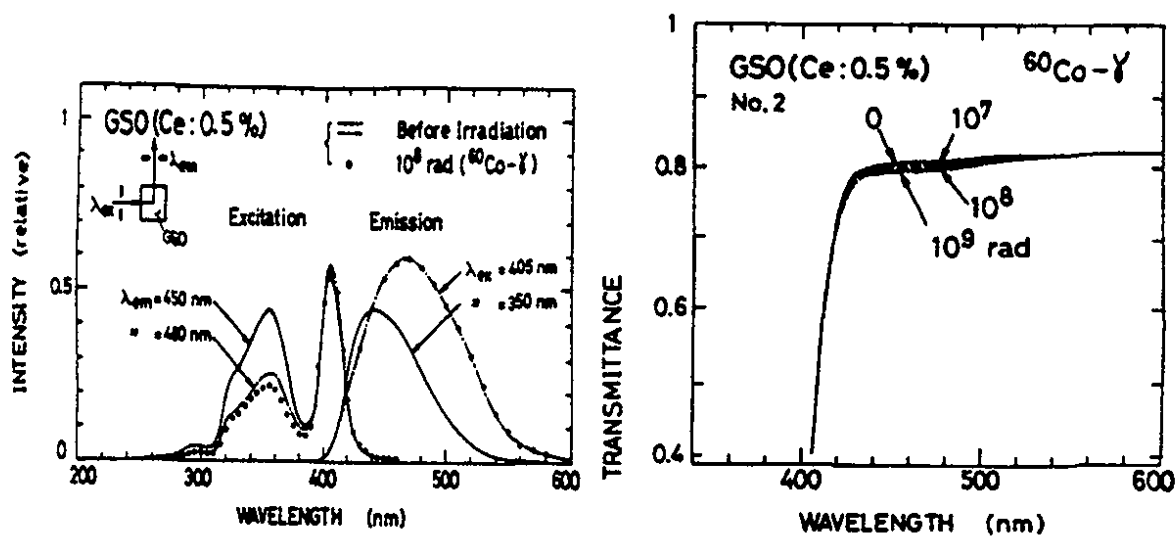 GSO(Ce:0.5%)
Before Irradiation
10⁸ rad (⁶⁰Co-γ)
λem
λex
GSO
Excitation
Emission
λem=450 nm
" =480 nm
λex=405 nm
" =350 nm
INTENSITY (relative)
1
0.5
0
200
300
400
500
600
WAVELENGTH (nm)
GSO(Ce:0.5%)
⁶⁰Co-γ
No.2
0
10⁷
10⁸
10⁹ rad
TRANSMITTANCE
1
0.8
0.6
0.4
400
500
600
WAVELENGTH (nm)